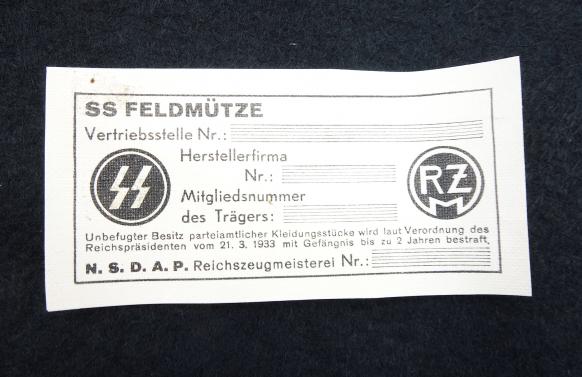 SS FELDMÜTZE
Vertriebsstelle Nr.:
Herstellerfirma
Nr.:
Mitgliedsnummer
des Trägers:
RZM
Unbefugter Besitz parteiamtlicher Kleidungsstücke wird laut Verordnung des
Reichspräsidenten vom 21. 3. 1933 mit Gefängnis bis zu 2 Jahren bestraft.
N. S. D. A. P. Reichszeugmeisterei Nr.: